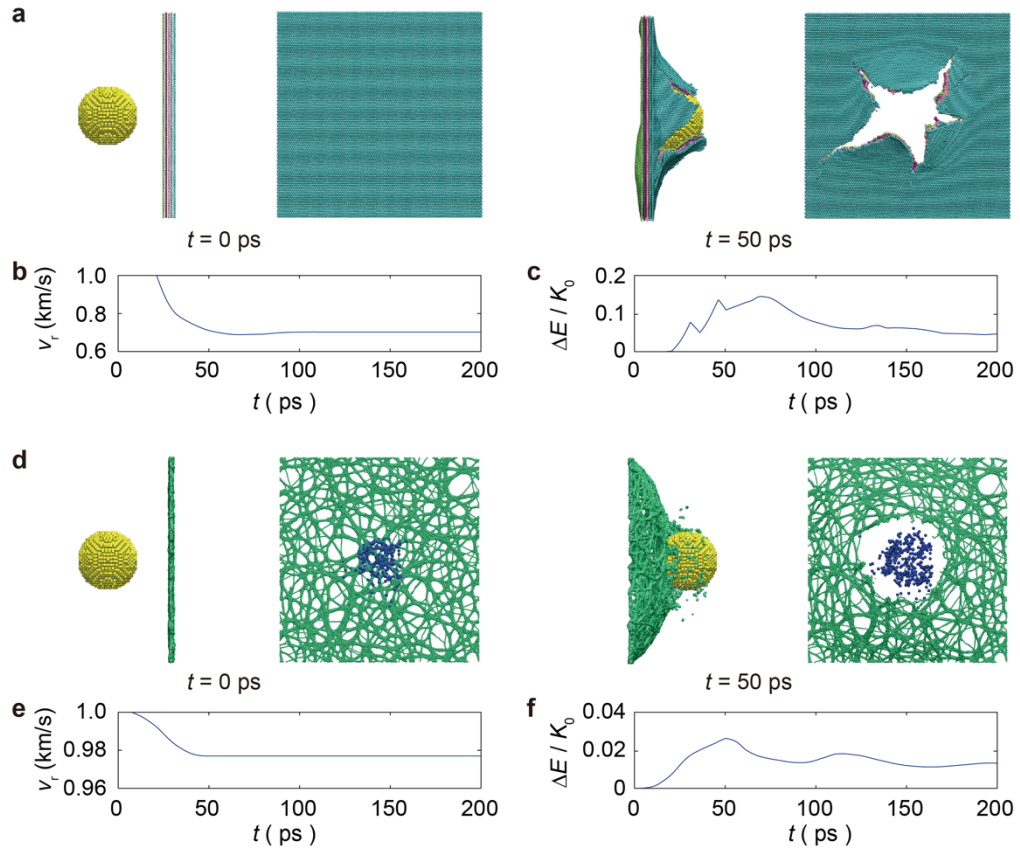 a
t = 0 ps
t = 50 ps
b
vr (km/s)
1.0
0.8
0.6
0
50
100
150
200
t ( ps )
c
ΔE / K0
0.2
0.1
0
0
50
100
150
200
t ( ps )
d
t = 0 ps
t = 50 ps
e
vr (km/s)
1.0
0.98
0.96
0
50
100
150
200
t ( ps )
f
ΔE / K0
0.04
0.02
0
0
50
100
150
200
t ( ps )